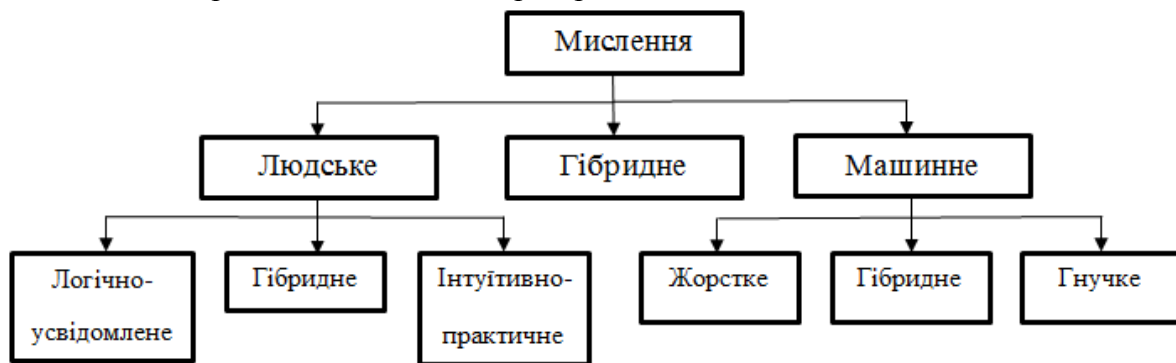 Мислення
Людське
Гібридне
Машинне
Логічно-
усвідомлене
Гібридне
Інтуїтивно-
практичне
Жорстке
Гібридне
Гнучке